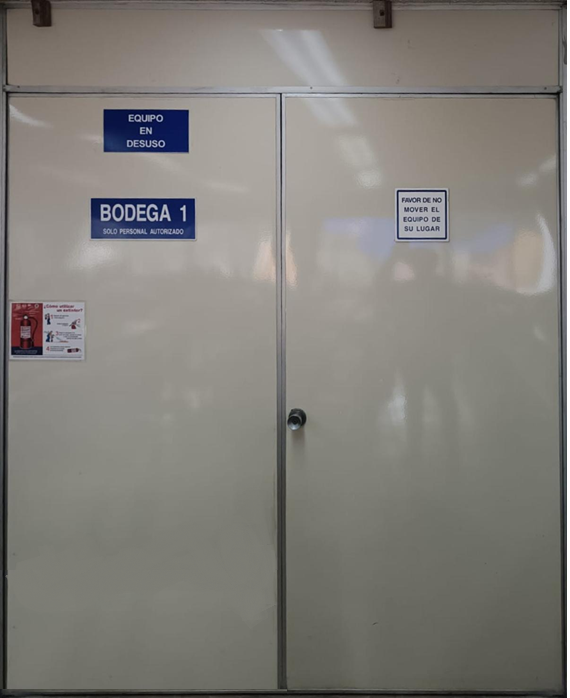 EQUIPO
EN
DESUSO
BODEGA 1
SOLO PERSONAL AUTORIZADO
FAVOR DE NO
MOVER EL
EQUIPO DE
SU LUGAR
¿Cómo utilizar
un extintor?